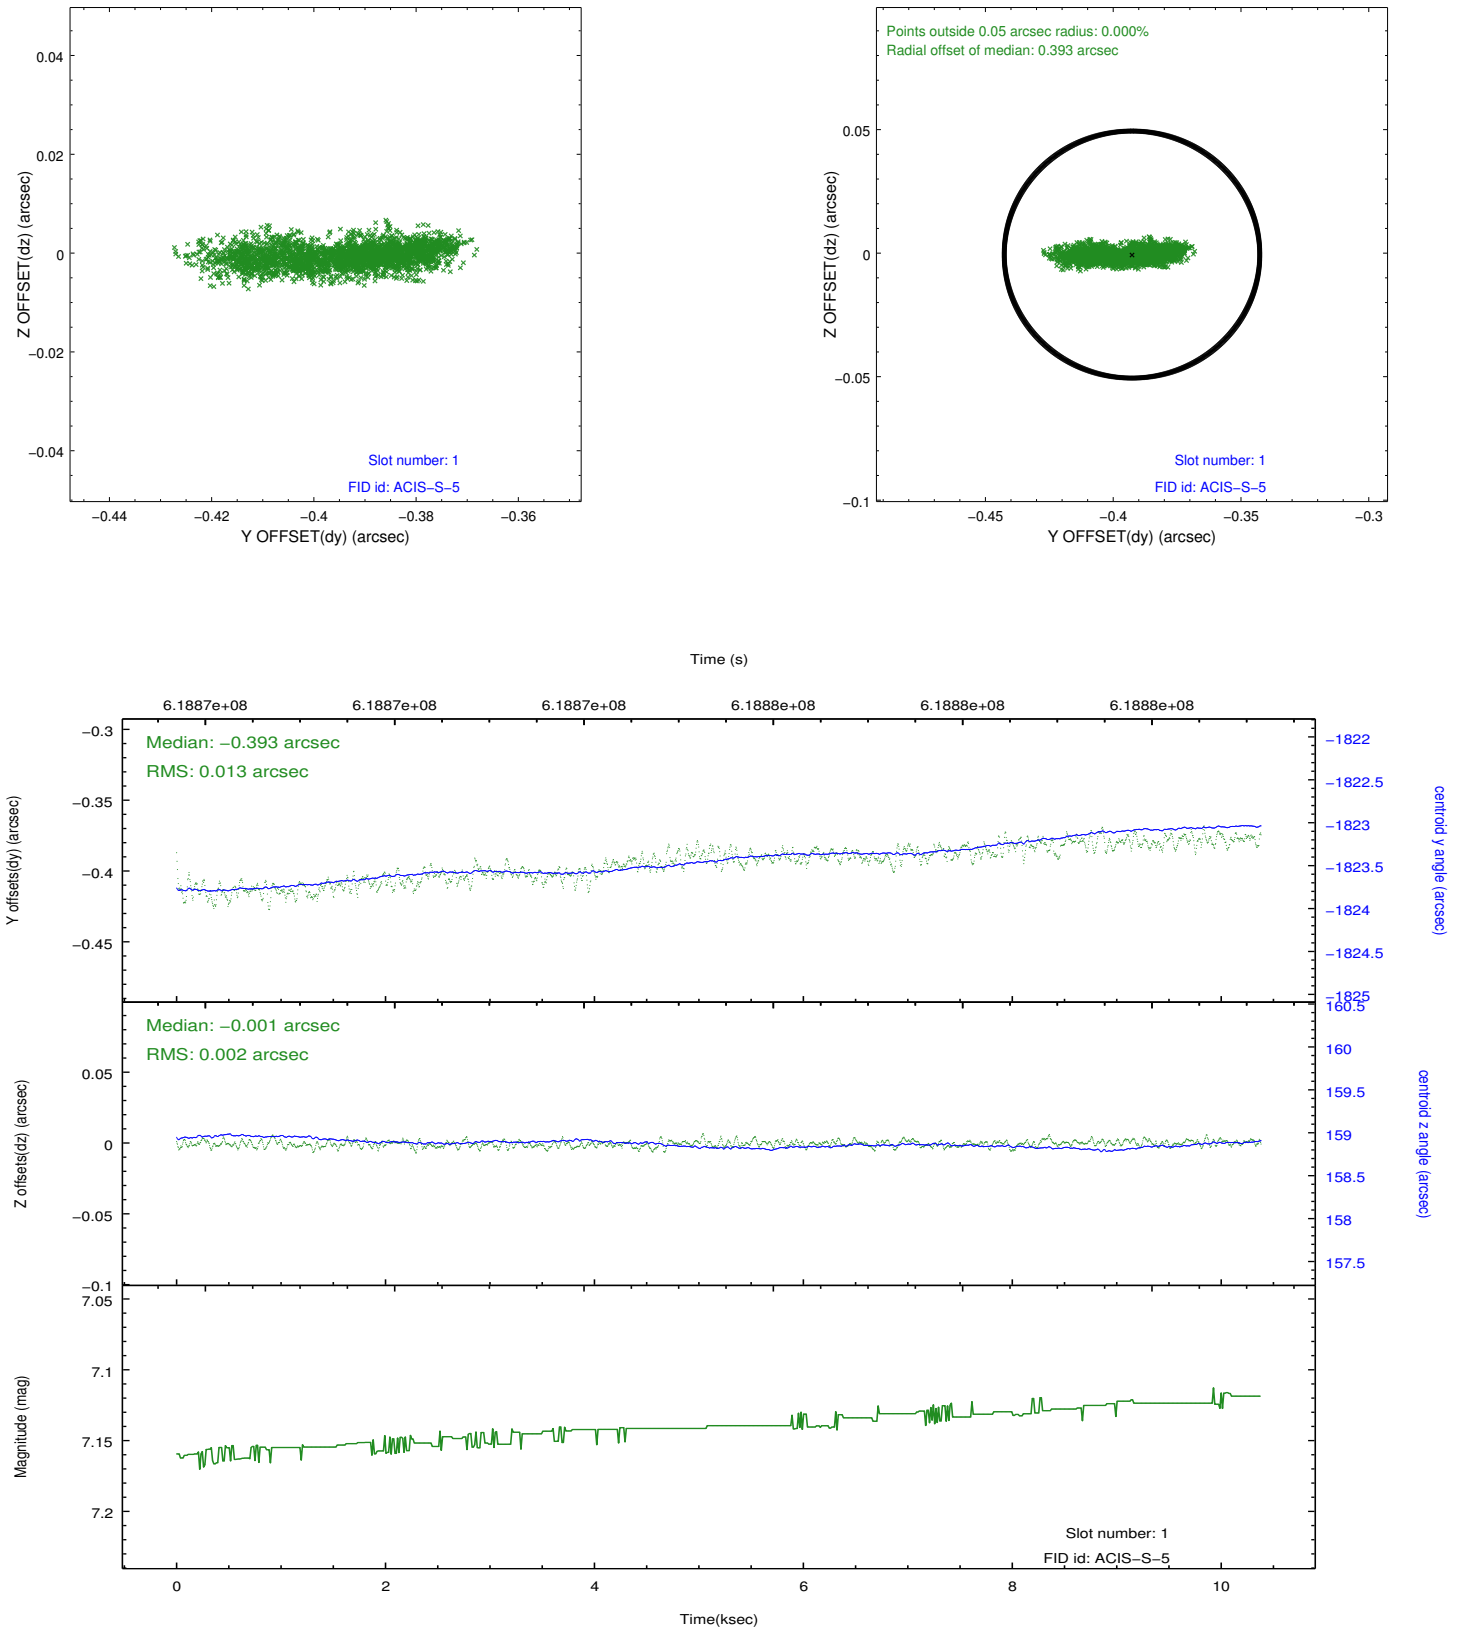 0.04
0.02
0
−0.02
−0.04
Z OFFSET(dz) (arcsec)
Slot number: 1
FID id: ACIS−S−5
−0.44
−0.42
−0.4
−0.38
−0.36
Y OFFSET(dy) (arcsec)
Points outside 0.05 arcsec radius: 0.000%
Radial offset of median: 0.393 arcsec
0.05
0
−0.05
−0.1
Z OFFSET(dz) (arcsec)
Slot number: 1
FID id: ACIS−S−5
−0.45
−0.4
−0.35
−0.3
Y OFFSET(dy) (arcsec)
Time (s)
6.1887e+08
6.1887e+08
6.1887e+08
6.1888e+08
6.1888e+08
6.1888e+08
−0.3
−0.35
−0.4
−0.45
Y offsets(dy) (arcsec)
Median: −0.393 arcsec
RMS: 0.013 arcsec
−1822
−1822.5
−1823
−1823.5
−1824
−1824.5
−1825
centroid y angle (arcsec)
0.05
0
−0.05
−0.1
Z offsets(dz) (arcsec)
Median: −0.001 arcsec
RMS: 0.002 arcsec
160.5
160
159.5
159
158.5
158
157.5
centroid z angle (arcsec)
7.05
7.1
7.15
7.2
Magnitude (mag)
Slot number: 1
FID id: ACIS−S−5
0
2
4
6
8
10
Time(ksec)